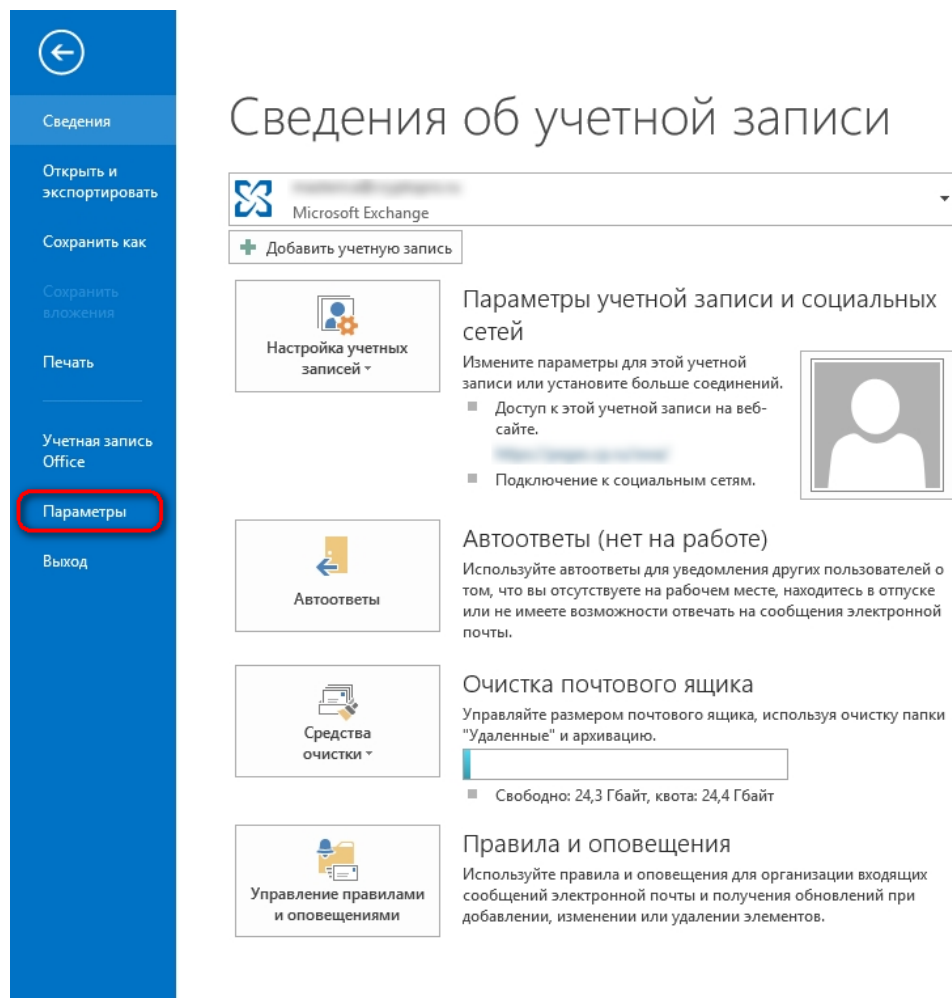 Сведения
Открыть и
экспортировать
Сохранить как
Сохранить
вложения
Печать
Учетная запись
Office
Параметры
Выход
Сведения об учетной записи
Microsoft Exchange
Добавить учетную запись
Настройка учетных
записей
Параметры учетной записи и социальных
сетей
Измените параметры для этой учетной
записи или установите больше соединений.
Доступ к этой учетной записи на веб-
сайте.
Подключение к социальным сетям.
Автоответы
Автоответы (нет на работе)
Используйте автоответы для уведомления других пользователей о
том, что вы отсутствуете на рабочем месте, находитесь в отпуске
или не имеете возможности отвечать на сообщения электронной
почты.
Средства
очистки
Очистка почтового ящика
Управляйте размером почтового ящика, используя очистку папки
"Удаленные" и архивацию.
Свободно: 24,3 Гбайт, квота: 24,4 Гбайт
Управление правилами
и оповещениями
Правила и оповещения
Используйте правила и оповещения для организации входящих
сообщений электронной почты и получения обновлений при
добавлении, изменении или удалении элементов.